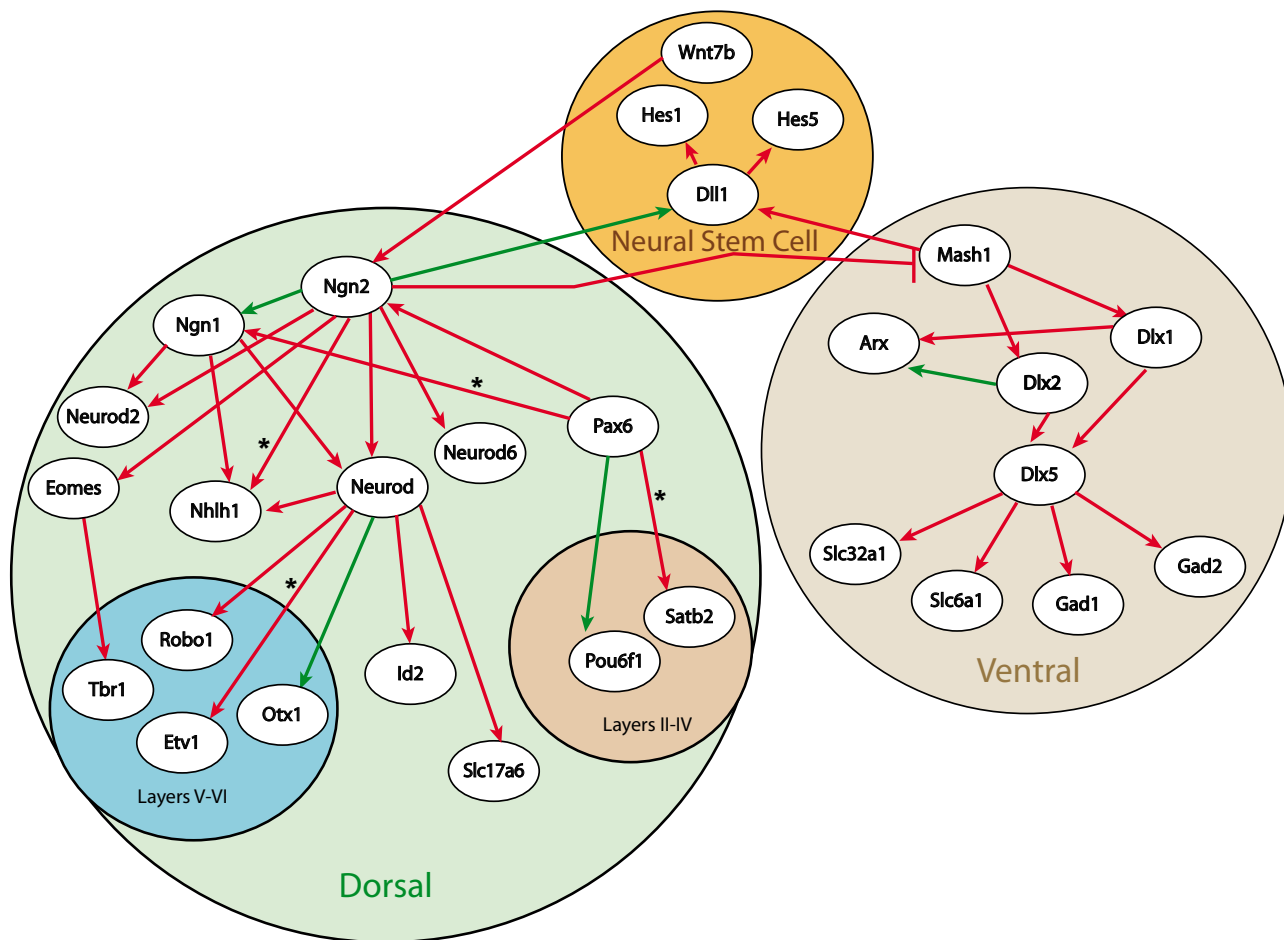 Wnt7b
Hes1
Hes5
Dll1
Neural Stem Cell
Mash1
Ngn2
Ngn1
Arx
Dlx1
Dlx2
*
Neurod2
Pax6
*
Neurod6
Eomes
Neurod
Nhlh1
Dlx5
*
Slc32a1
Gad2
*
Slc6a1
Gad1
Satb2
Robo1
Pou6f1
Id2
Tbr1
Ventral
Otx1
Etv1
Layers II-IV
Slc17a6
Layers V-VI
Dorsal